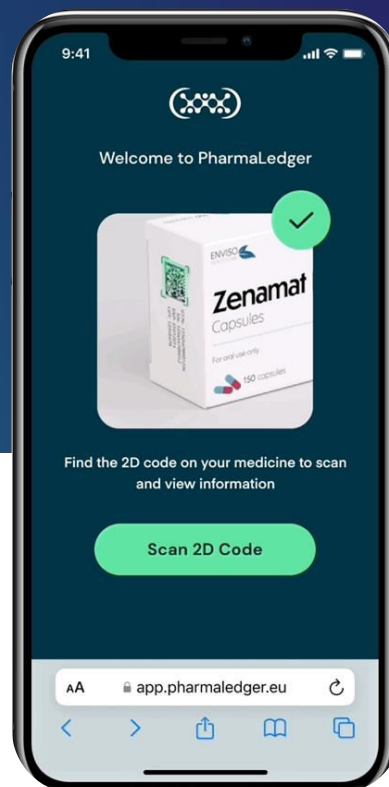 9:41
Welcome to PharmaLedger
ENVISO
Zenamat
Capsules
For oral use only
150 capsules
Find the 2D code on your medicine to scan
and view information
Scan 2D Code
AA
app.pharmaledger.eu